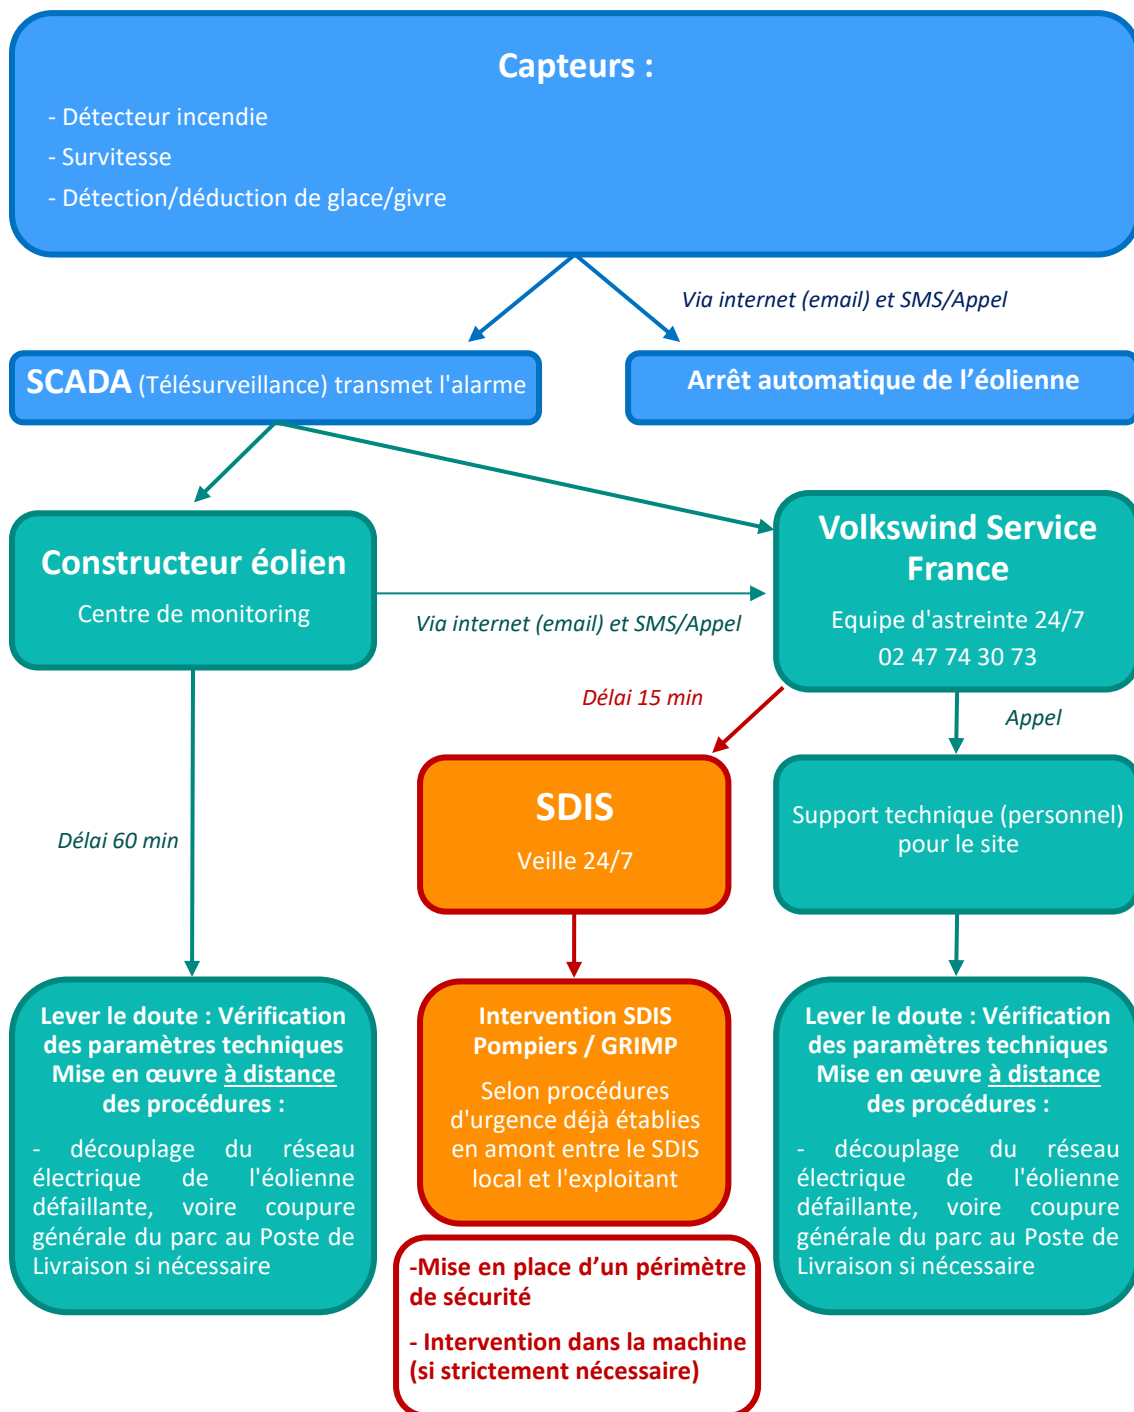 Capteurs :
- Détecteur incendie
- Survitesse
- Détection/déduction de glace/givre
Via internet (email) et SMS/Appel
SCADA (Télésurveillance) transmet l'alarme
Arrêt automatique de l’éolienne
Constructeur éolien
Centre de monitoring
Via internet (email) et SMS/Appel
Volkswind Service
France
Equipe d'astreinte 24/7
02 47 74 30 73
Délai 15 min
Appel
SDIS
Veille 24/7
Support technique (personnel)
pour le site
Délai 60 min
Lever le doute : Vérification
des paramètres techniques
Mise en œuvre à distance
des procédures :
- découplage du réseau
électrique de l'éolienne
défaillante, voire coupure
générale du parc au Poste de
Livraison si nécessaire
Intervention SDIS
Pompiers / GRIMP
Selon procédures
d'urgence déjà établies
en amont entre le SDIS
local et l'exploitant
-Mise en place d’un périmètre
de sécurité
- Intervention dans la machine
(si strictement nécessaire)
Lever le doute : Vérification
des paramètres techniques
Mise en œuvre à distance
des procédures :
- découplage du réseau
électrique de l'éolienne
défaillante, voire coupure
générale du parc au Poste de
Livraison si nécessaire